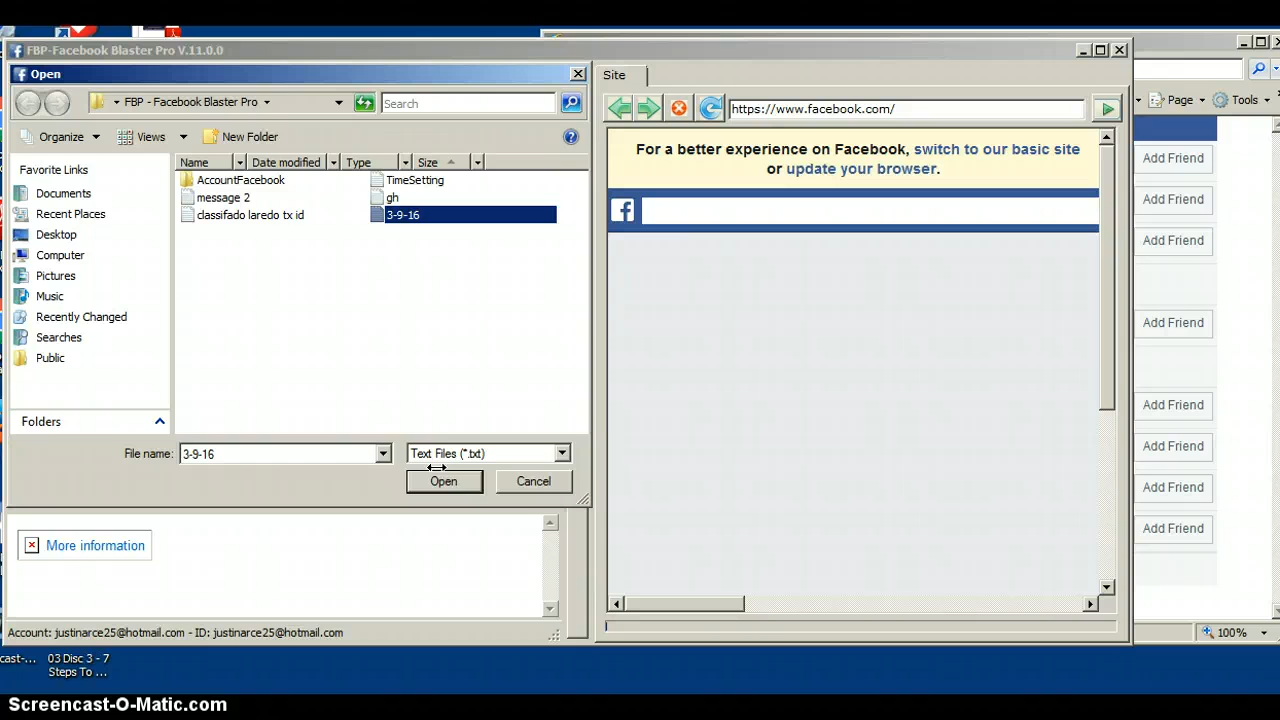 FBP-Facebook Blaster Pro V.11.0.0
Open
FBP - Facebook Blaster Pro
Search
Organize
Views
New Folder
Favorite Links
Documents
Recent Places
Desktop
Computer
Pictures
Music
Recently Changed
Searches
Public
Folders
Name
Date modified
Type
Size
AccountFacebook
TimeSetting
message 2
gh
classifado laredo tx id
3-9-16
File name:
3-9-16
Text Files (*.txt)
Open
Cancel
More information
Account: justinarce25@hotmail.com - ID: justinarce25@hotmail.com
Site
https://www.facebook.com/
For a better experience on Facebook, switch to our basic site
or update your browser.
Page
Tools
Add Friend
Add Friend
Add Friend
Add Friend
Add Friend
Add Friend
Add Friend
Add Friend
100%
cast-...
03 Disc 3 - 7
Steps To ...
Screencast-O-Matic.com